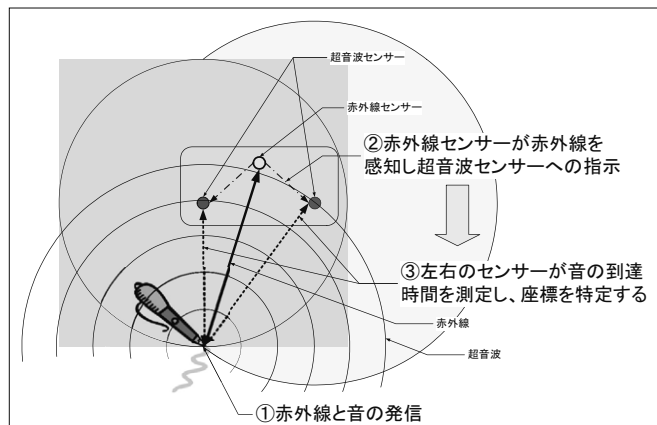 超音波センサー
赤外線センサー
②赤外線センサーが赤外線を
感知し超音波センサーへの指示
③左右のセンサーが音の到達
時間を測定し、座標を特定する
赤外線
超音波
①赤外線と音の発信